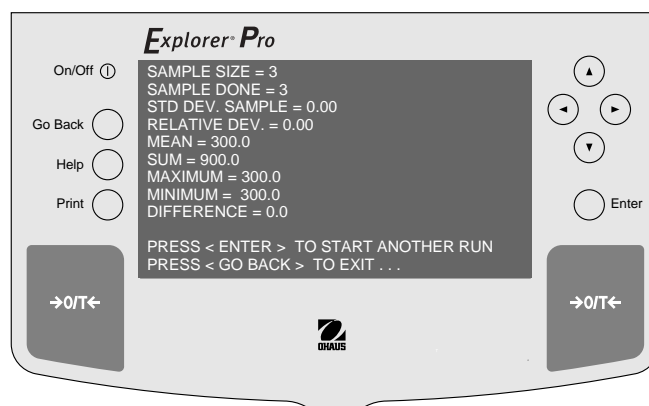 Explorer® Pro
On/Off
SAMPLE SIZE = 3
SAMPLE DONE = 3
STD DEV. SAMPLE = 0.00
RELATIVE DEV. = 0.00
MEAN = 300.0
SUM = 900.0
MAXIMUM = 300.0
MINIMUM = 300.0
DIFFERENCE = 0.0
PRESS < ENTER > TO START ANOTHER RUN
PRESS < GO BACK > TO EXIT . . .
Go Back
Help
Print
Enter
→0/T←
→0/T←
OHAUS